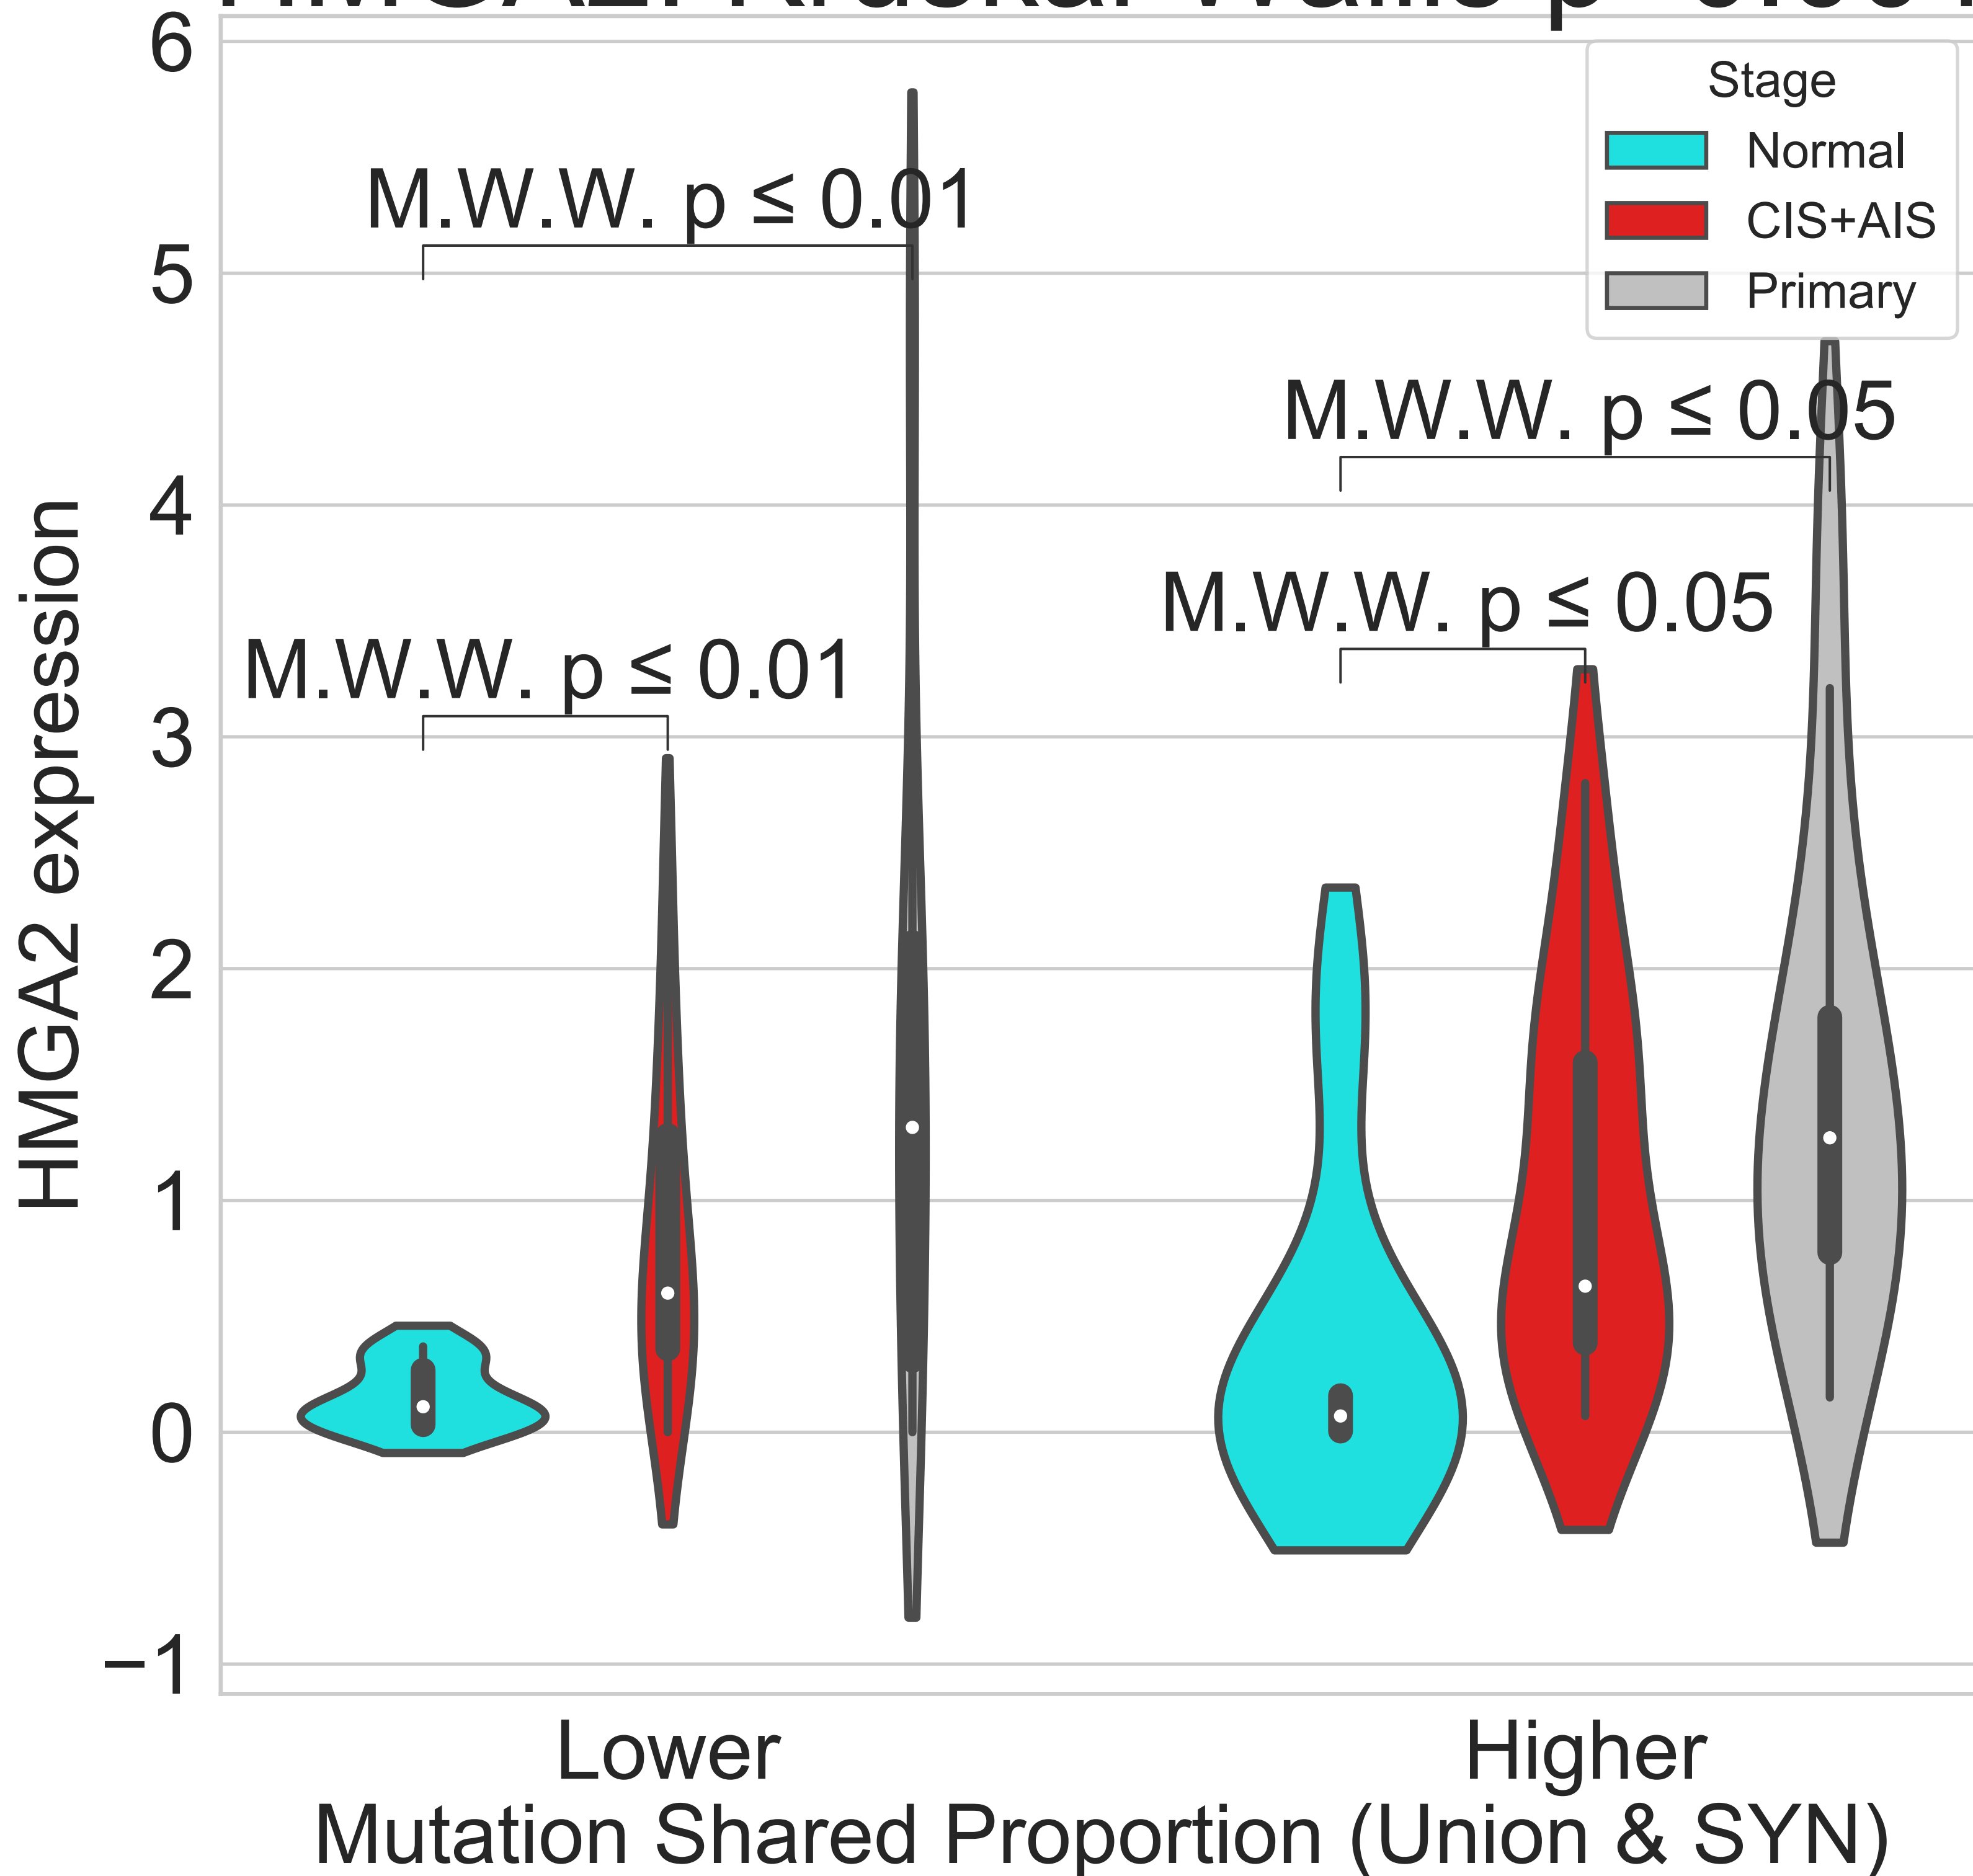 6
Stage
Normal
CIS+AIS
Primary
M.W.W. p ≤ 0.01
5
M.W.W. p ≤ 0.05
4
M.W.W. p ≤ 0.05
M.W.W. p ≤ 0.01
3
2
1
0
−1
HMGA2 expression
Lower
Higher
Mutation Shared Proportion (Union & SYN)